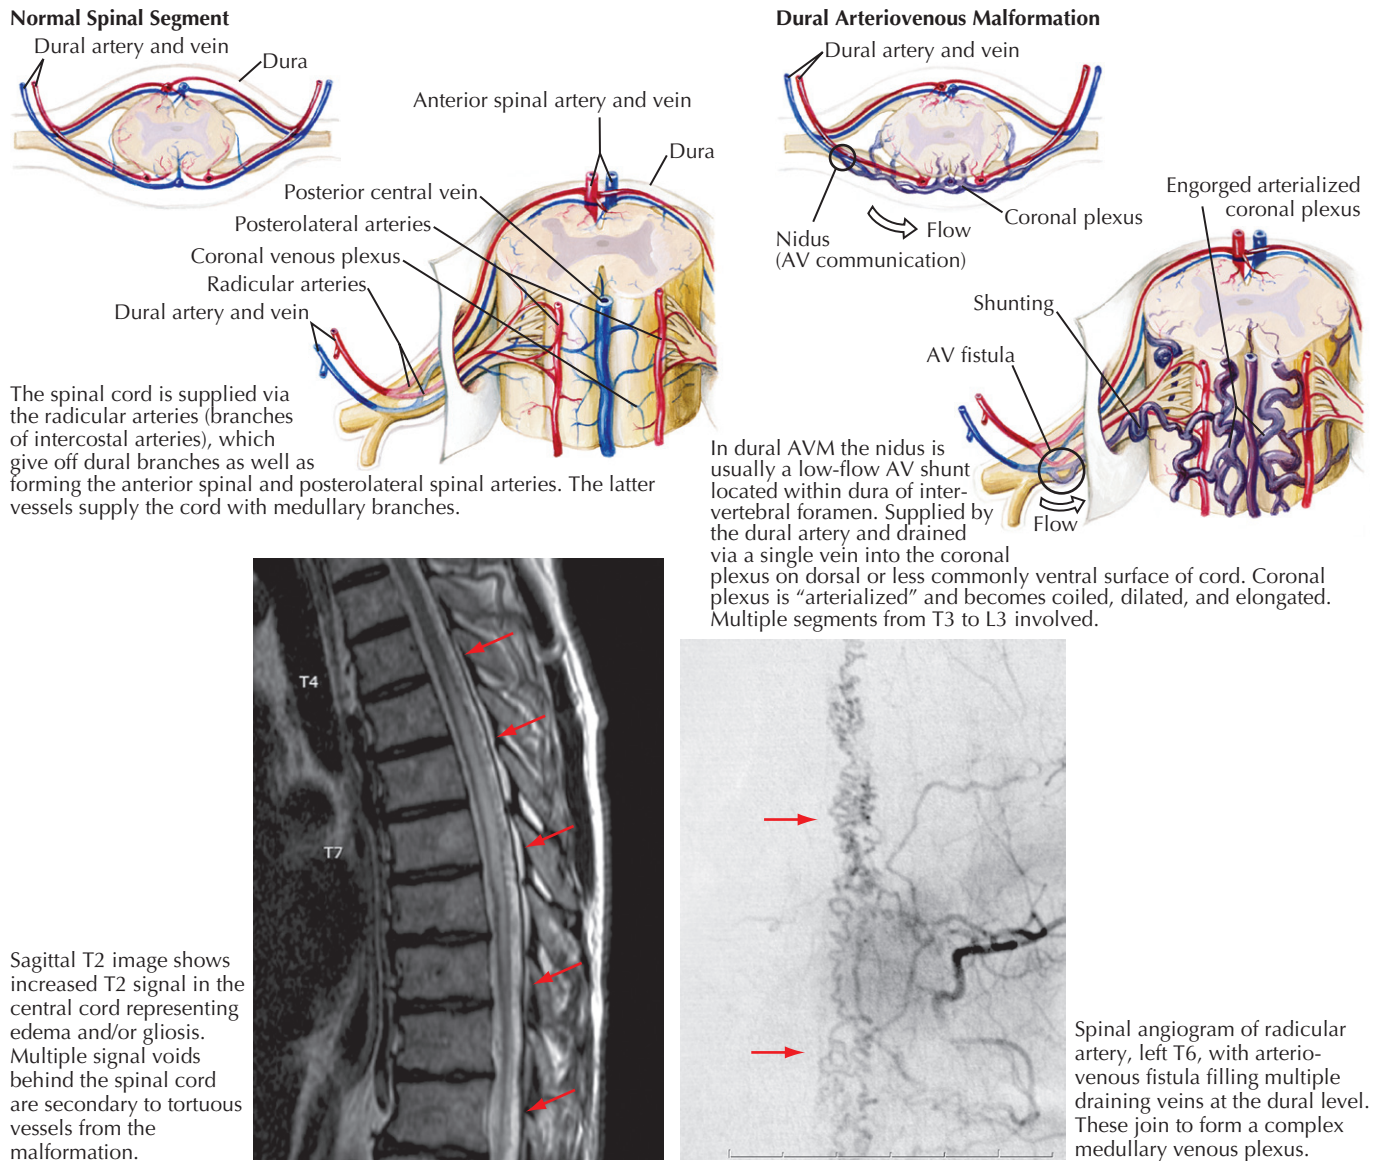 Normal Spinal Segment
Dural artery and vein
Dura
Anterior spinal artery and vein
Dura
Posterior central vein
Posterolateral arteries
Coronal venous plexus
Radicular arteries
Dural artery and vein
The spinal cord is supplied via
the radicular arteries (branches
of intercostal arteries), which
give off dural branches as well as
forming the anterior spinal and posterolateral spinal arteries. The latter
vessels supply the cord with medullary branches.
Dural Arteriovenous Malformation
Dural artery and vein
Nidus
(AV communication)
Flow
Coronal plexus
Engorged arterialized
coronal plexus
Shunting
AV fistula
Flow
In dural AVM the nidus is
usually a low-flow AV shunt
located within dura of inter-
vertebral foramen. Supplied by
the dural artery and drained
via a single vein into the coronal
plexus on dorsal or less commonly ventral surface of cord. Coronal
plexus is “arterialized” and becomes coiled, dilated, and elongated.
Multiple segments from T3 to L3 involved.
T4
T7
Sagittal T2 image shows
increased T2 signal in the
central cord representing
edema and/or gliosis.
Multiple signal voids
behind the spinal cord
are secondary to tortuous
vessels from the
malformation.
Spinal angiogram of radicular
artery, left T6, with arterio-
venous fistula filling multiple
draining veins at the dural level.
These join to form a complex
medullary venous plexus.